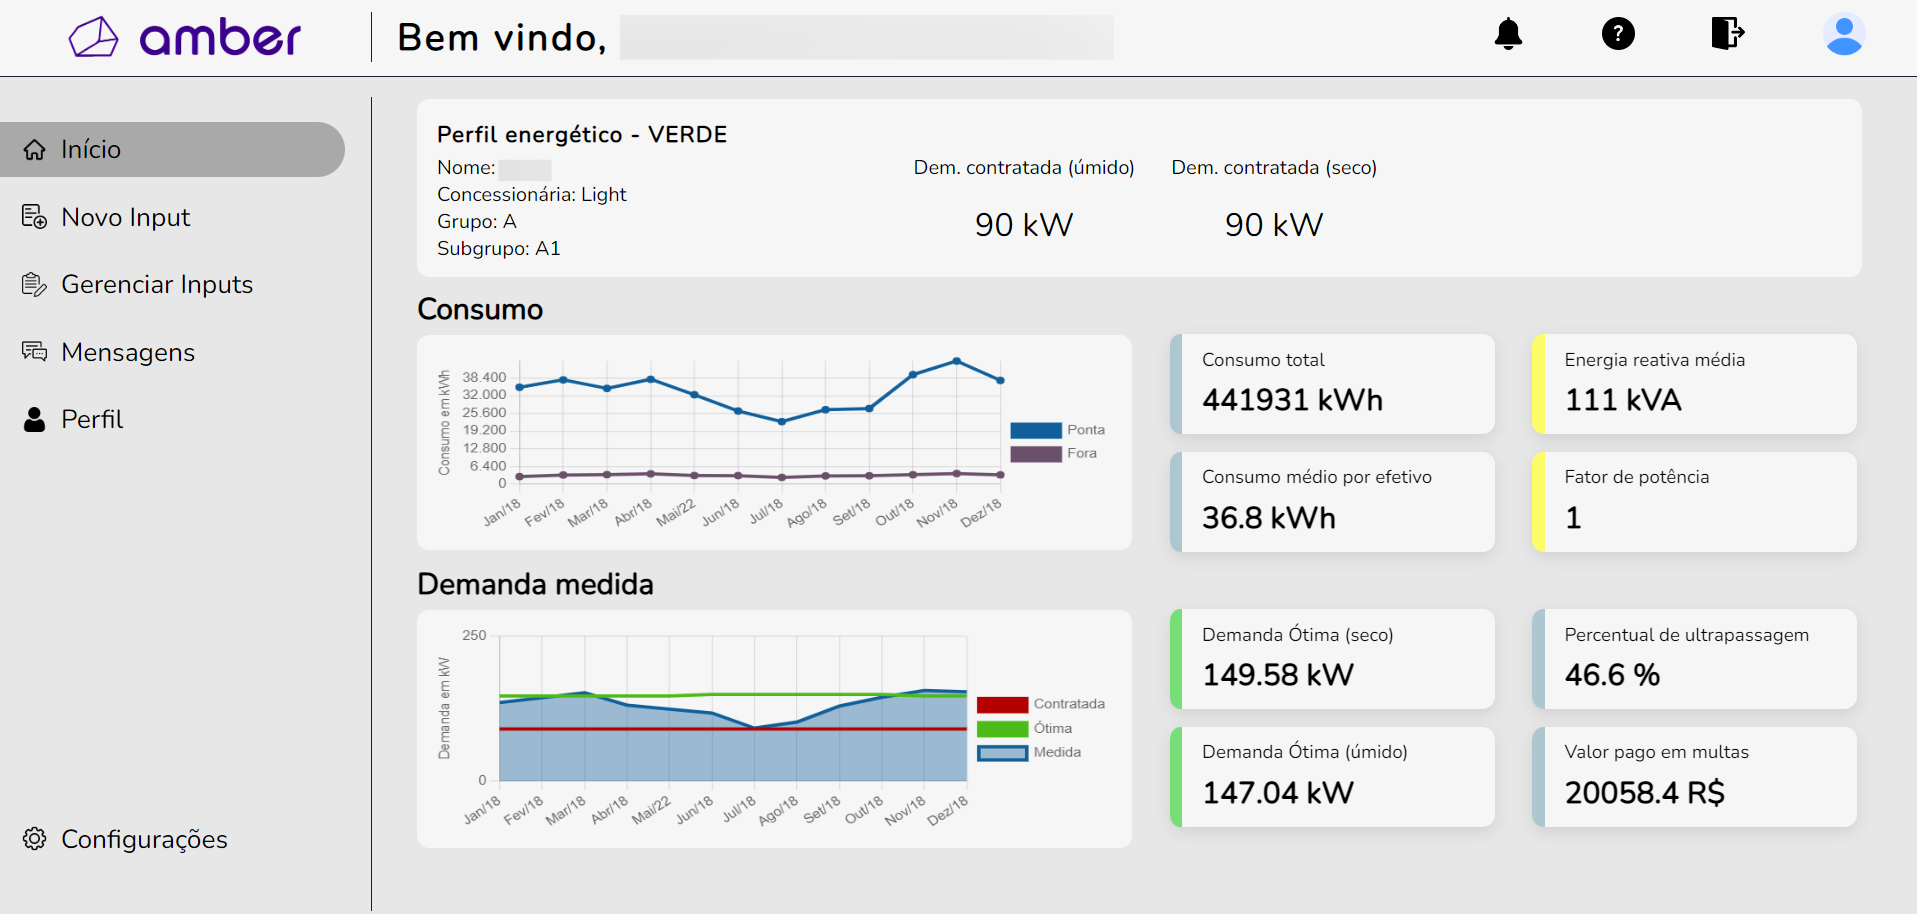 amber
Bem vindo,
?
Início
Novo Input
Gerenciar Inputs
Mensagens
Perfil
Configurações
Perfil energético - VERDE
Nome:
Concessionária: Light
Grupo: A
Subgrupo: A1
Dem. contratada (úmido)
90 kW
Dem. contratada (seco)
90 kW
Consumo
Consumo em kWh
38.400
32.000
25.600
19.200
12.800
6.400
0
Jan/18 Fev/18 Mar/18 Abr/18 Mai/22 Jun/18 Jul/18 Ago/18 Set/18 Out/18 Nov/18 Dez/18
Ponta
Fora
Consumo total
441931 kWh
Energia reativa média
111 kVA
Consumo médio por efetivo
36.8 kWh
Fator de potência
1
Demanda medida
Demanda em kW
250
0
Jan/18 Fev/18 Mar/18 Abr/18 Mai/22 Jun/18 Jul/18 Ago/18 Set/18 Out/18 Nov/18 Dez/18
Contratada
Ótima
Medida
Demanda Ótima (seco)
149.58 kW
Percentual de ultrapassagem
46.6 %
Demanda Ótima (úmido)
147.04 kW
Valor pago em multas
20058.4 R$